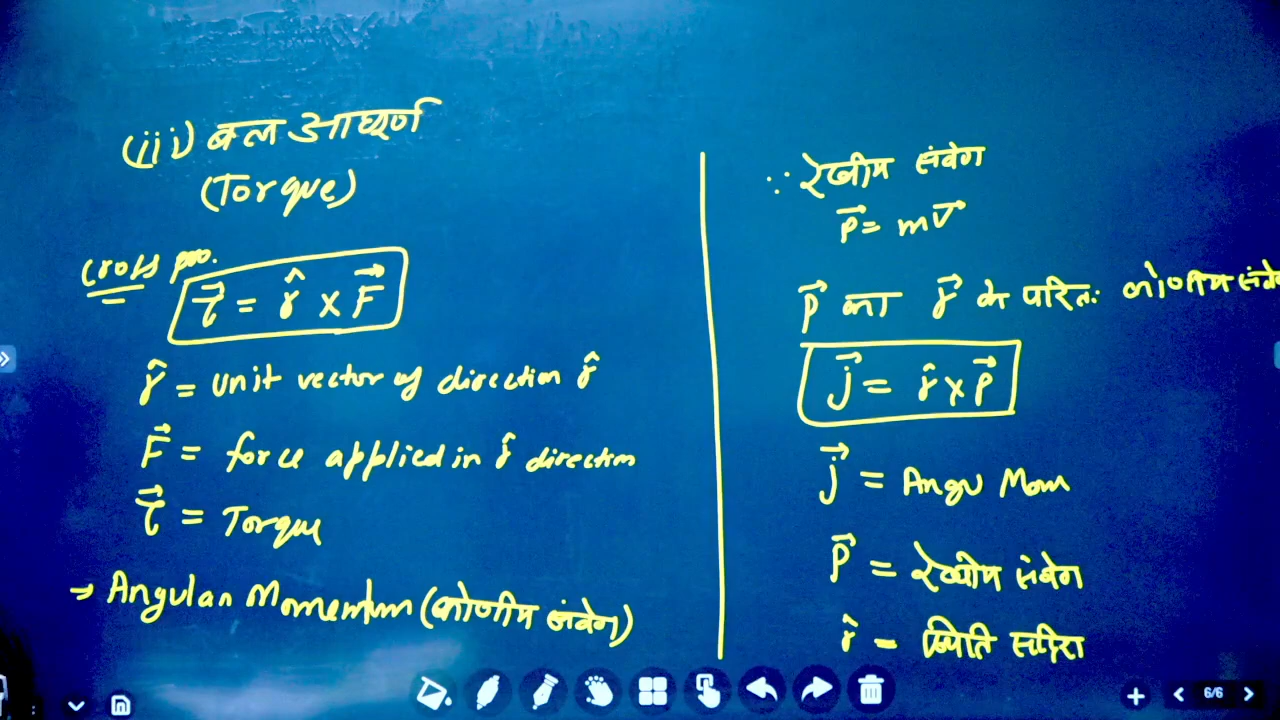 (iii) बल आघूर्ण
(Torque)
Cross pro.
τ⃗ = r̂ × F⃗
r̂ = unit vector of direction r̂
F⃗ = force applied in r̂ direction
τ⃗ = Torque
→ Angular Momentum (कोणीय संवेग)
∵ रेखीय संवेग
p⃗ = mv⃗
p⃗ का r⃗ के परितः कोणीय संवेग
j⃗ = r̂ × p⃗
j⃗ = Angu Mom
p⃗ = रेखीय संवेग
r̂ = स्थिति सदिश
6/6